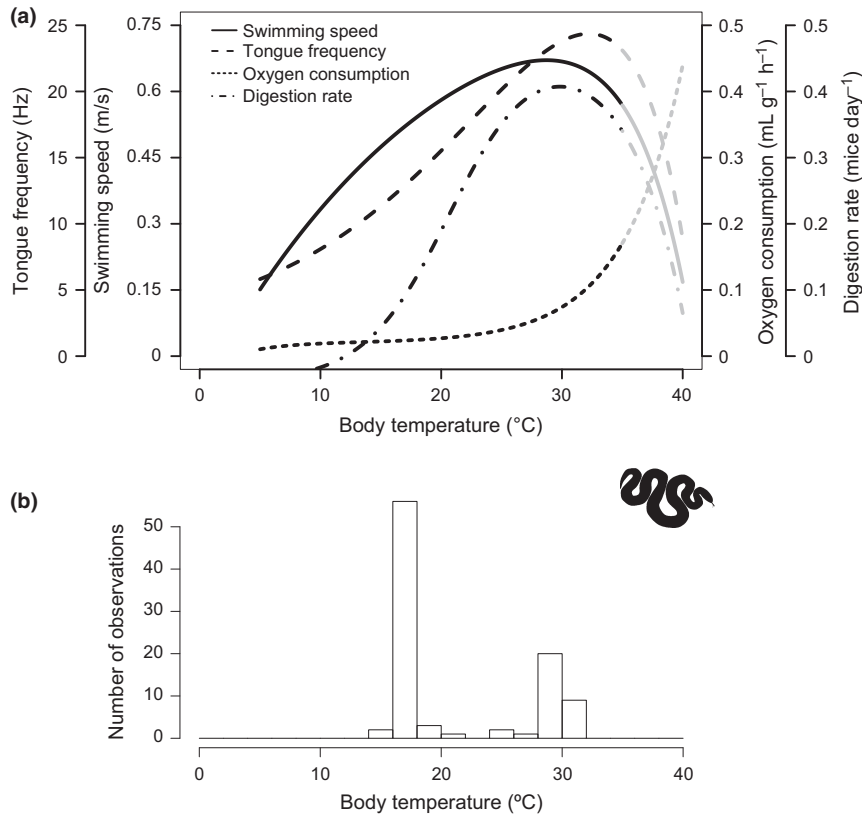 (a)
Swimming speed
Tongue frequency
Oxygen consumption
Digestion rate
Tongue frequency (Hz)
0 5 10 15 20 25
Swimming speed (m/s)
0 0.15 0.3 0.45 0.6 0.75
Oxygen consumption (mL g⁻¹ h⁻¹)
0 0.1 0.2 0.3 0.4 0.5
Digestion rate (mice day⁻¹)
0 0.1 0.2 0.3 0.4 0.5
0 10 20 30 40
Body temperature (°C)
(b)
Number of observations
0 10 20 30 40 50
0 10 20 30 40
Body temperature (ºC)